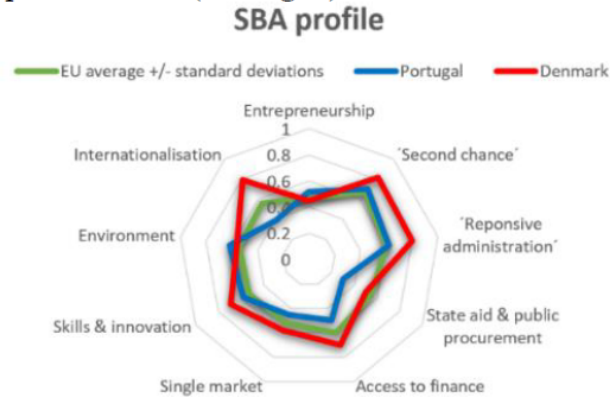 SBA profile
EU average +/- standard deviations
Portugal
Denmark
Entrepreneurship
1
Internationalisation
0.8
´Second chance´
0.6
0.4
Environment
0.2
´Reponsive
administration´
0
State aid & public
procurement
Skills & innovation
Single market
Access to finance